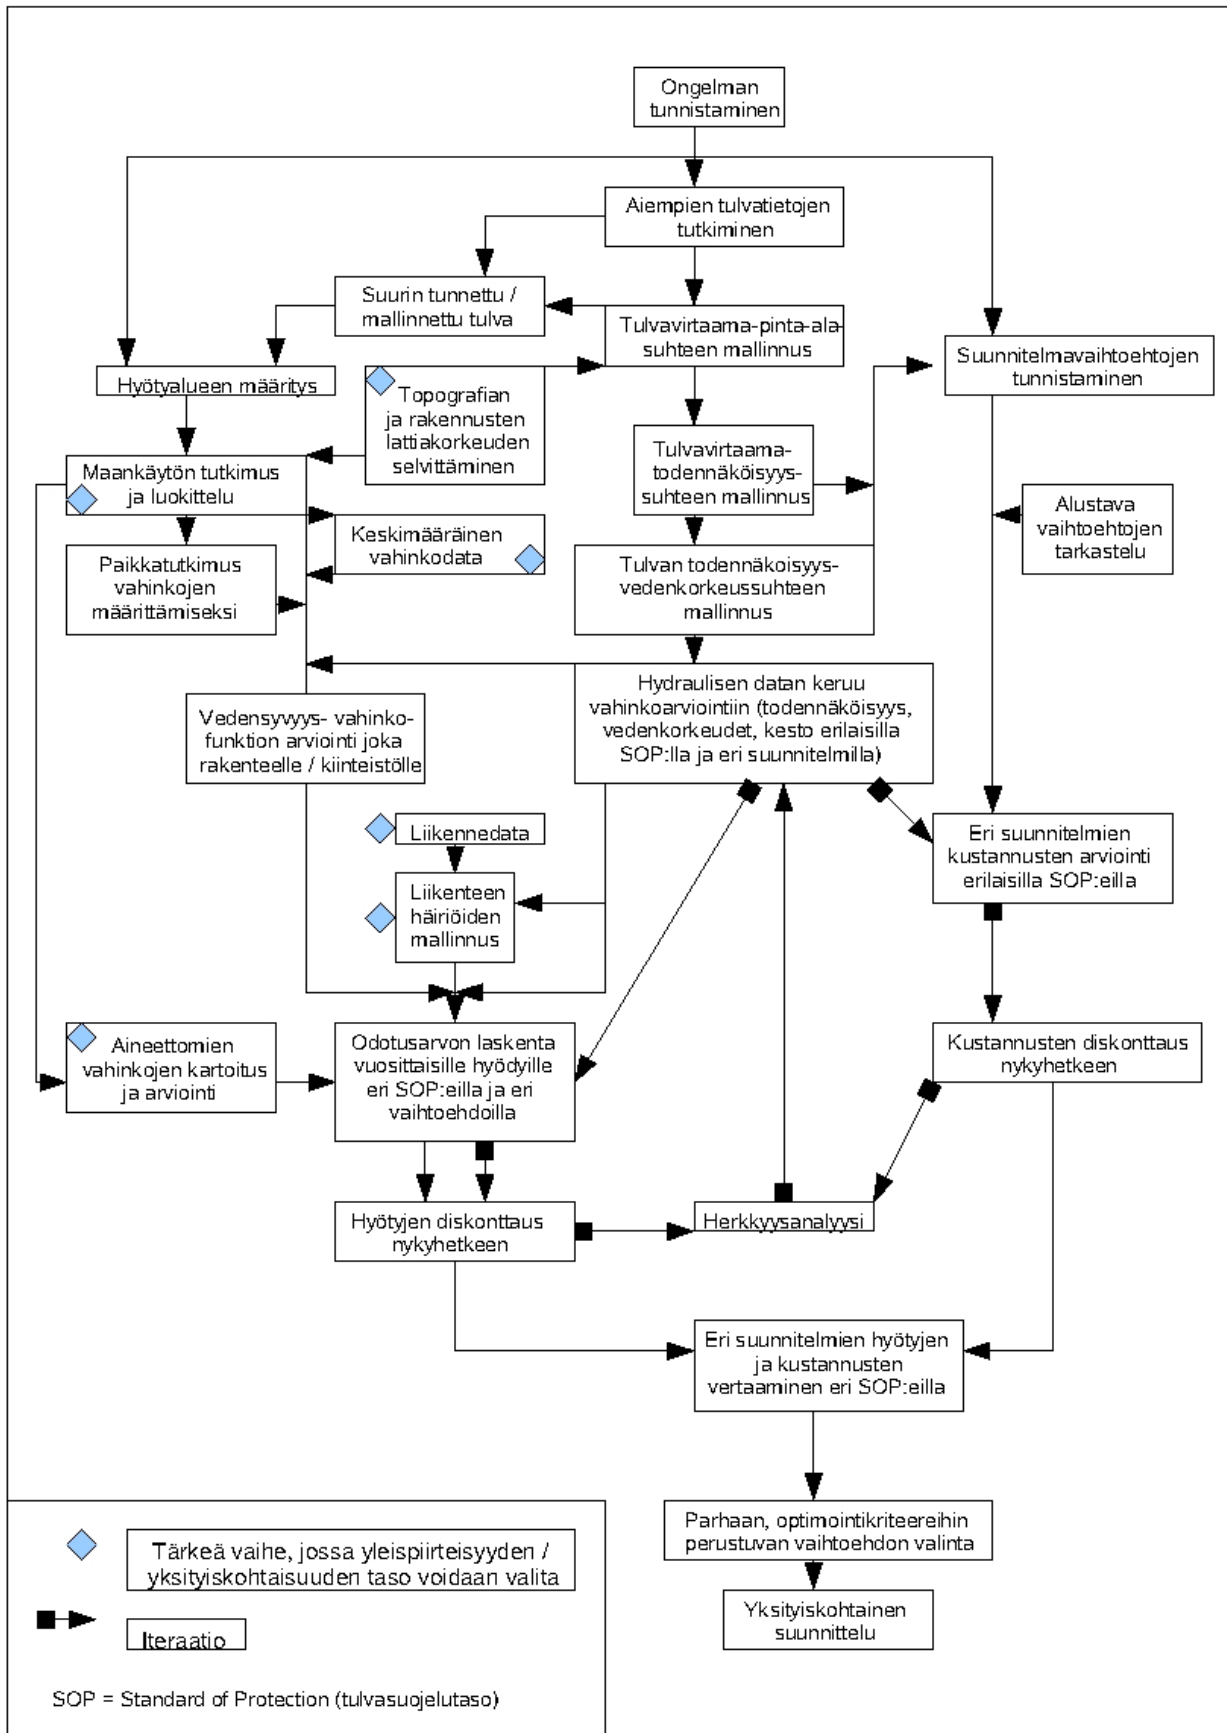 Ongelman
tunnistaminen
Aiempien tulvatietojen
tutkiminen
Suurin tunnettu /
mallinnettu tulva
Tulvavirtaama-pinta-ala-
suhteen mallinnus
Suunnitelmavaihtoehtojen
tunnistaminen
Hyötyalueen määritys
Topografian
ja rakennusten
lattiakorkeuden
selvittäminen
Tulvavirtaama-
todennäköisyys-
suhteen mallinnus
Maankäytön tutkimus
ja luokittelu
Alustava
vaihtoehtojen
tarkastelu
Keskimääräinen
vahinkodata
Paikkatutkimus
vahinkojen
määrittämiseksi
Tulvan todennäkoisyys-
vedenkorkeussuhteen
mallinnus
Hydraulisen datan keruu
vahinkoarviointiin (todennäköisyys,
vedenkorkeudet, kesto erilaisilla
SOP:lla ja eri suunnitelmilla)
Vedensyvyys- vahinko-
funktion arviointi joka
rakenteelle / kiinteistölle
Liikennedata
Eri suunnitelmien
kustannusten arviointi
erilaisilla SOP:eilla
Liikenteen
häiriöiden
mallinnus
Aineettomien
vahinkojen kartoitus
ja arviointi
Odotusarvon laskenta
vuosittaisille hyödyille
eri SOP:eilla ja eri
vaihtoehdoilla
Kustannusten diskonttaus
nykyhetkeen
Hyötyjen diskonttaus
nykyhetkeen
Herkkyysanalyysi
Eri suunnitelmien hyötyjen
ja kustannusten
vertaaminen eri SOP:eilla
Parhaan, optimointikriteereihin
perustuvan vaihtoehdon valinta
Yksityiskohtainen
suunnittelu
Tärkeä vaihe, jossa yleispiirteisyyden /
yksityiskohtaisuuden taso voidaan valita
Iteraatio
SOP = Standard of Protection (tulvasuojelutaso)